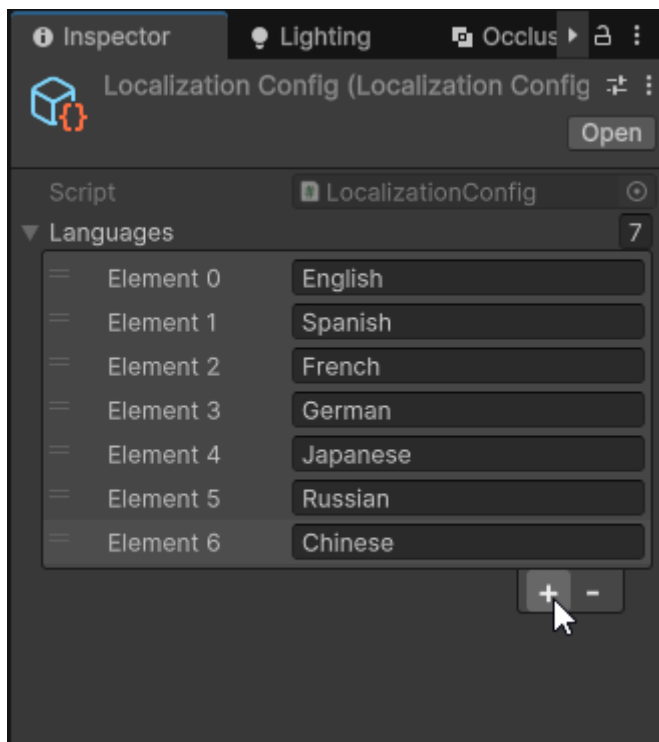 Inspector Lighting Occlus
Localization Config (Localization Config
Open
Script LocalizationConfig
Languages 7
Element 0 English
Element 1 Spanish
Element 2 French
Element 3 German
Element 4 Japanese
Element 5 Russian
Element 6 Chinese
+ -